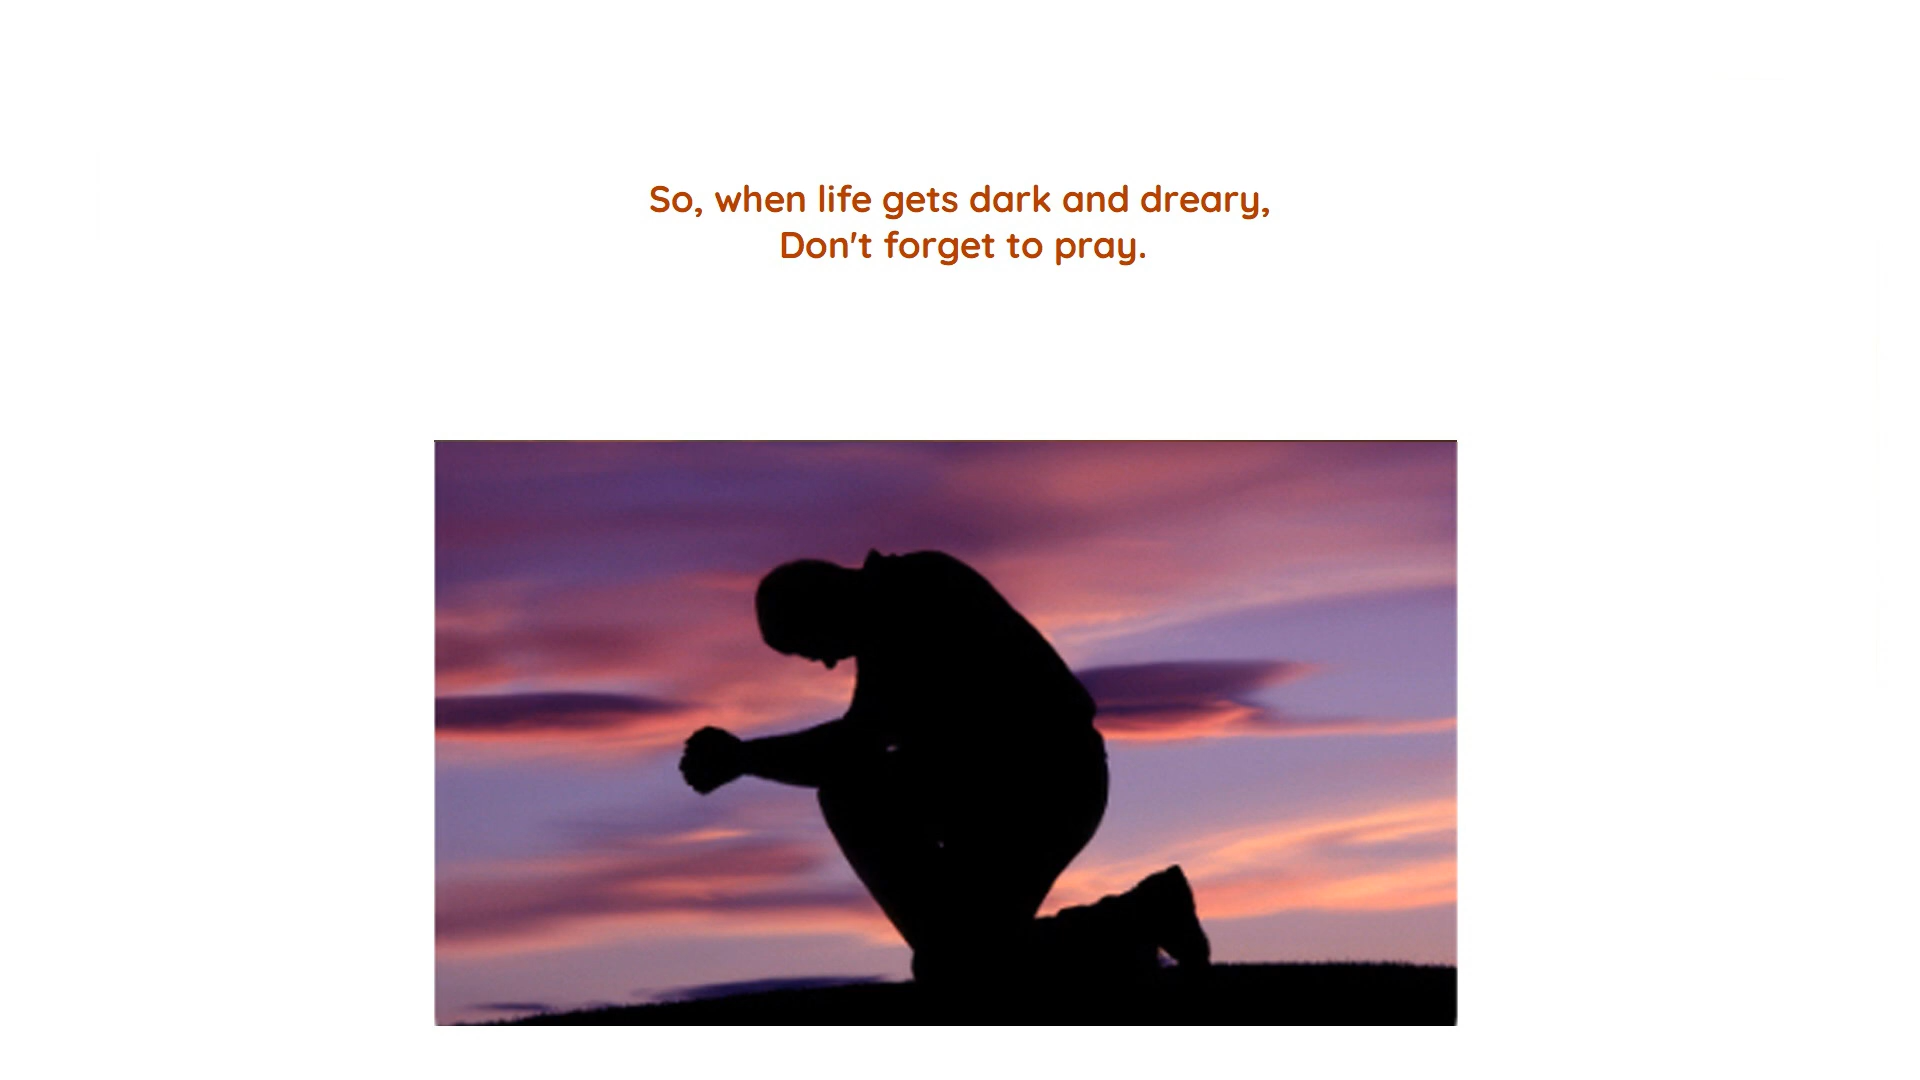 So, when life gets dark and dreary,
Don't forget to pray.